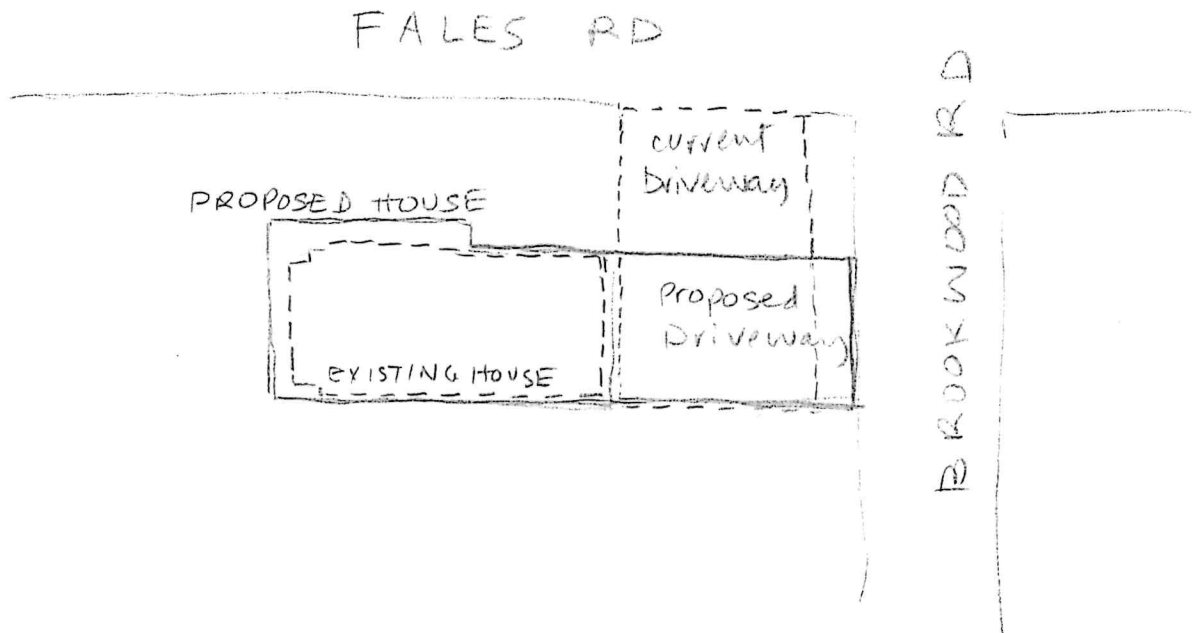 FALES RD
BROOKWOOD RD
current
Driveway
PROPOSED HOUSE
Proposed
Driveway
EXISTING HOUSE